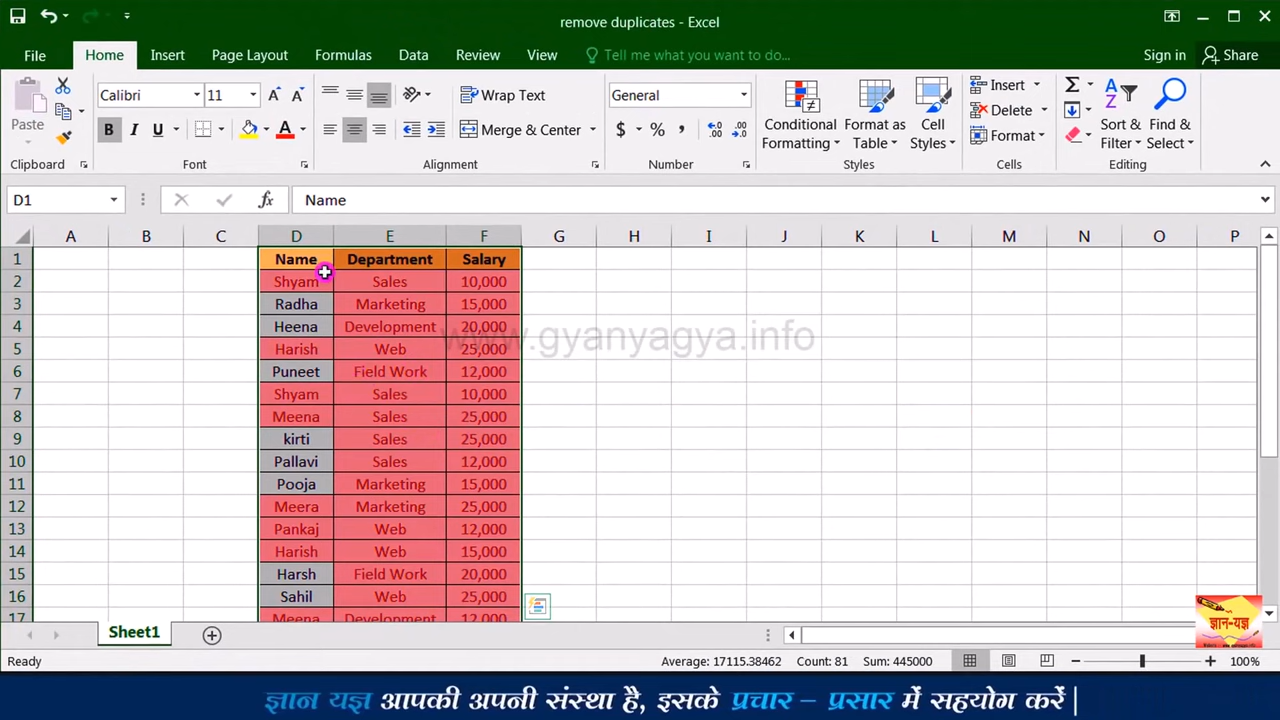 remove duplicates - Excel
File Home Insert Page Layout Formulas Data Review View Tell me what you want to do... Sign in Share
Paste
Calibri 11
B I U
Wrap Text
Merge & Center
General
$ % ,
Conditional Formatting
Format as Table
Cell Styles
Insert
Delete
Format
Sort & Filter
Find & Select
Clipboard Font Alignment Number Styles Cells Editing
D1 fx Name
A B C D E F G H I J K L M N O P
1 Name Department Salary
2 Shyam Sales 10,000
3 Radha Marketing 15,000
4 Heena Development 20,000
www.gyanyagya.info
5 Harish Web 25,000
6 Puneet Field Work 12,000
7 Shyam Sales 10,000
8 Meena Sales 25,000
9 kirti Sales 25,000
10 Pallavi Sales 12,000
11 Pooja Marketing 15,000
12 Meera Marketing 25,000
13 Pankaj Web 12,000
14 Harish Web 15,000
15 Harsh Field Work 20,000
16 Sahil Web 25,000
17 Meena Development 12,000
ज्ञान-यज्ञ
Sheet1
Ready Average: 17115.38462 Count: 81 Sum: 445000 100%
ज्ञान यज्ञ आपकी अपनी संस्था है, इसके प्रचार – प्रसार में सहयोग करें |